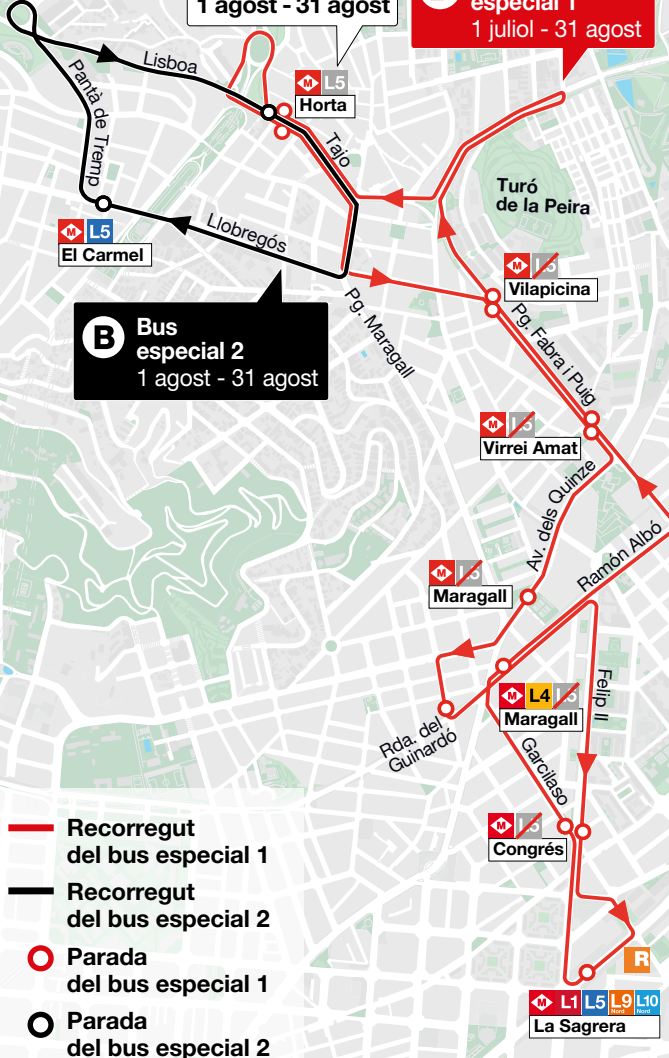 1 agost - 31 agost
especial 1
1 juliol - 31 agost
Lisboa
Pantà de Tremp
M L5
Horta
Tajo
Turó
de la Peira
M L5
El Carmel
Llobregós
M L5
Vilapicina
Pg. Maragall
Pg. Fabra i Puig
B Bus
especial 2
1 agost - 31 agost
M L5
Virrei Amat
Av. dels Quinze
Ramón Albó
M L5
Maragall
M L4 L5
Maragall
Felip II
Rda. del
Guinardó
Garcilaso
M L5
Congrés
Recorregut
del bus especial 1
Recorregut
del bus especial 2
Parada
del bus especial 1
Parada
del bus especial 2
R
M L1 L5 L9 Nord L10 Nord
La Sagrera